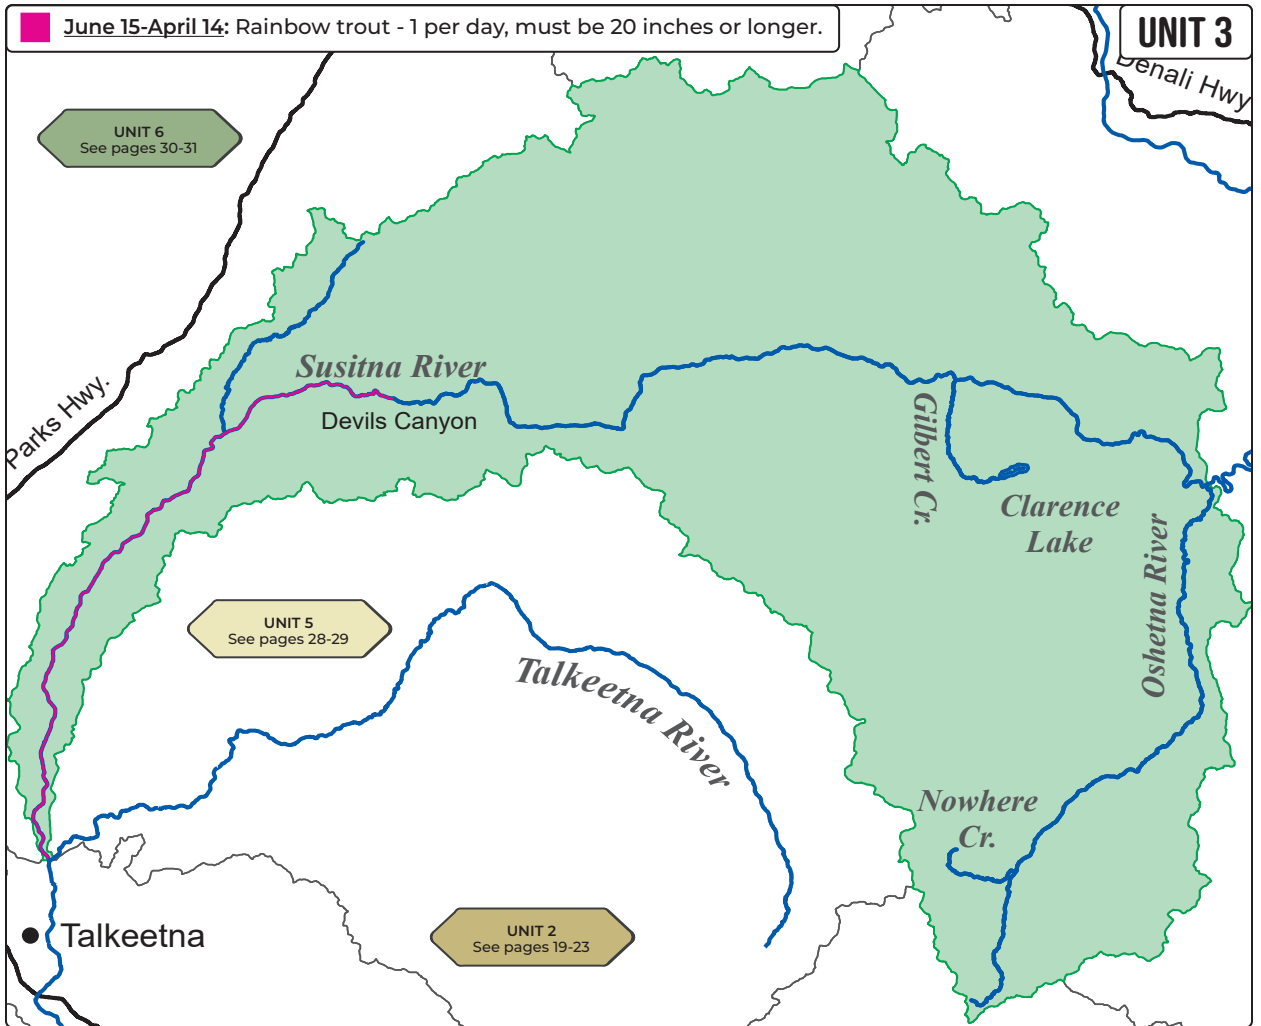 June 15-April 14: Rainbow trout - 1 per day, must be 20 inches or longer.
UNIT 3
Denali Hwy
UNIT 6
See pages 30-31
Parks Hwy.
Susitna River
Devils Canyon
Gilbert Cr.
Clarence
Lake
Oshetna River
UNIT 5
See pages 28-29
Talkeetna River
Nowhere
Cr.
Talkeetna
UNIT 2
See pages 19-23